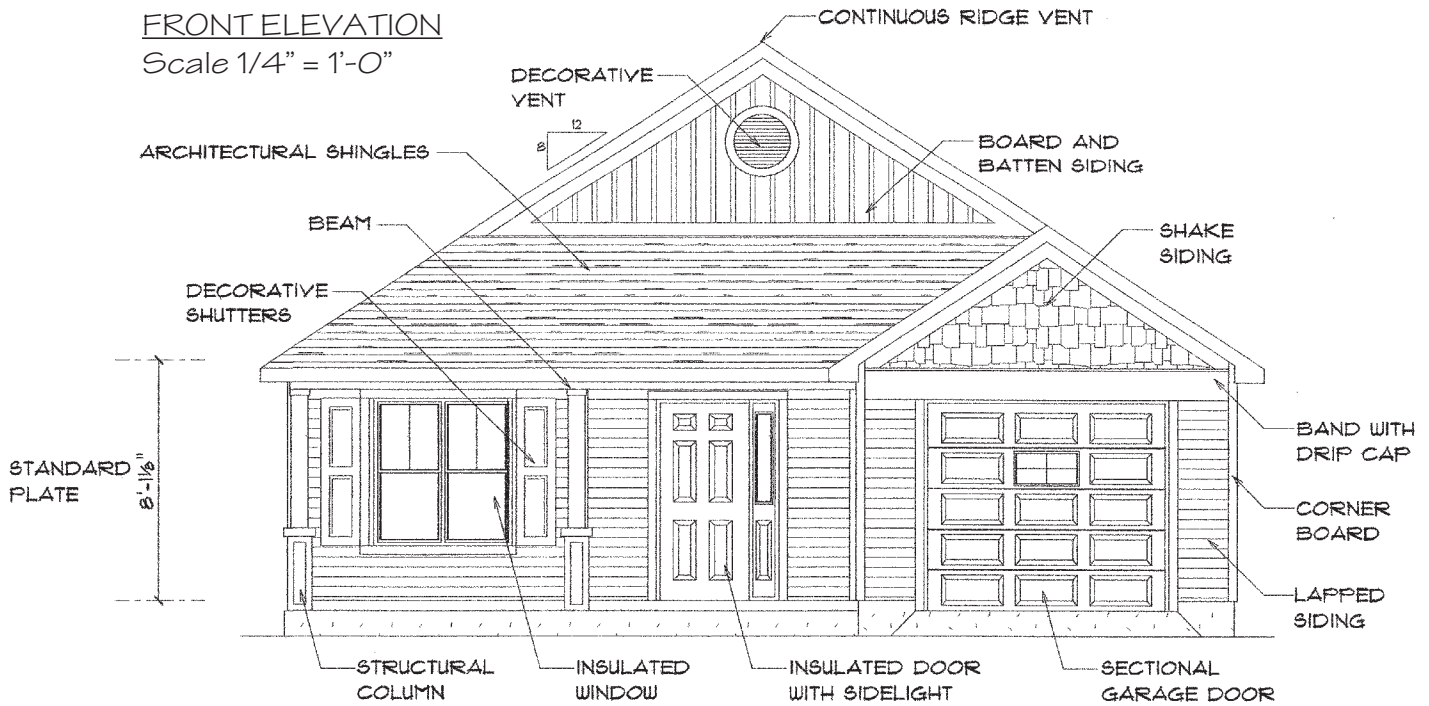 FRONT ELEVATION
Scale 1/4" = 1'-0"
CONTINUOUS RIDGE VENT
DECORATIVE
VENT
12
8
ARCHITECTURAL SHINGLES
BOARD AND
BATTEN SIDING
BEAM
SHAKE
SIDING
DECORATIVE
SHUTTERS
STANDARD
PLATE
8'-1 1/8"
BAND WITH
DRIP CAP
CORNER
BOARD
LAPPED
SIDING
STRUCTURAL
COLUMN
INSULATED
WINDOW
INSULATED DOOR
WITH SIDELIGHT
SECTIONAL
GARAGE DOOR